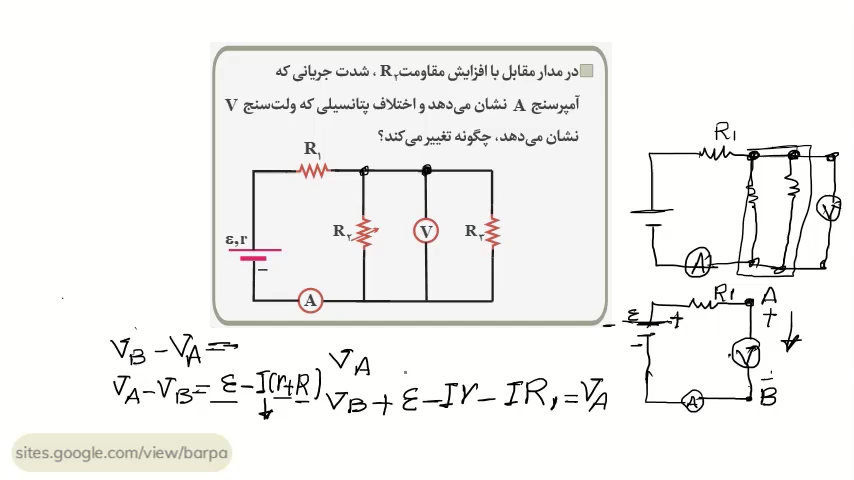 در مدار مقابل با افزایش مقاومت R۲، شدت جریانی که
آمپرسنج A نشان می‌دهد و اختلاف پتانسیلی که ولت‌سنج V
نشان می‌دهد، چگونه تغییر می‌کند؟
R۱
R۲
V
R۳
ε,r
−
A
R1
V
A
ε
+
-
R1
A
+
V
-
B
A
VB - VA =
VA - VB = ε - I(r+R)
VA
VB + ε - Ir - IR1 = VA
sites.google.com/view/barpa